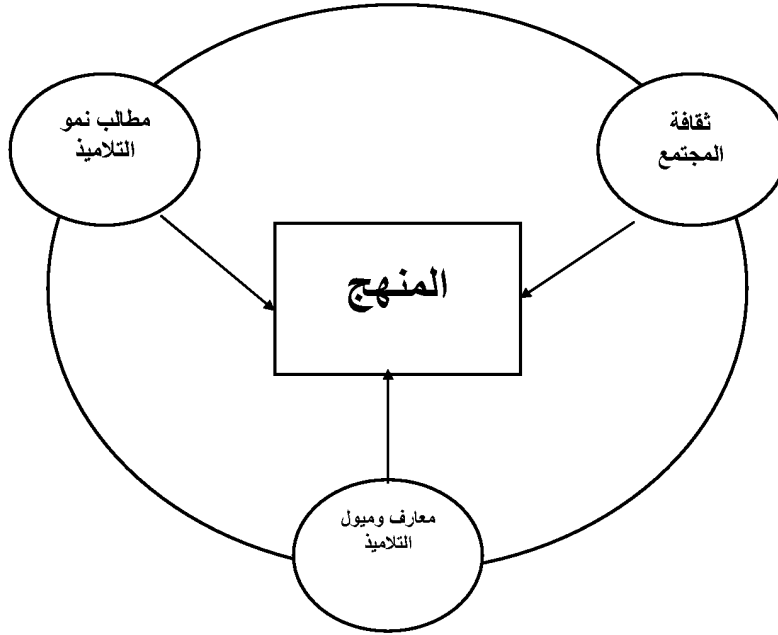 ثقافة
المجتمع
مطالب نمو
التلاميذ
المنهج
معارف وميول
التلاميذ